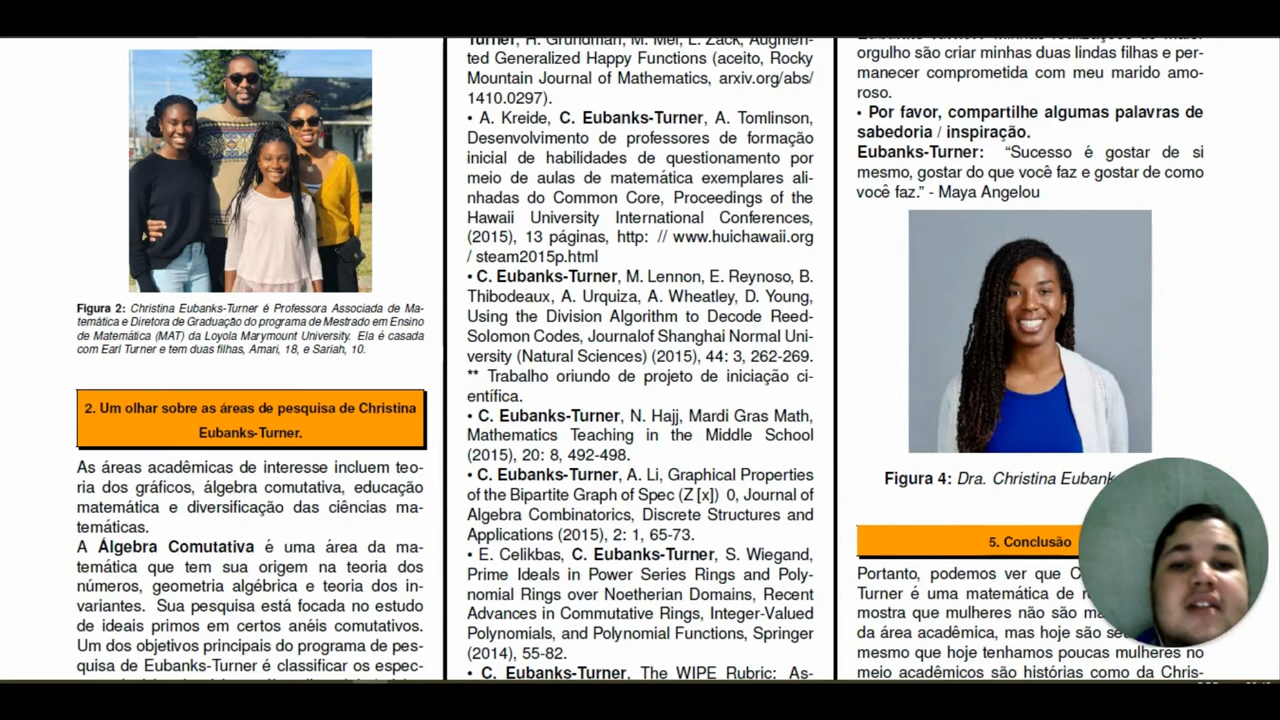 Figura 2: Christina Eubanks-Turner é Professora Associada de Ma-
temática e Diretora de Graduação do programa de Mestrado em Ensino
de Matemática (MAT) da Loyola Marymount University. Ela é casada
com Earl Turner e tem duas filhas, Amari, 18, e Sariah, 10.
2. Um olhar sobre as áreas de pesquisa de Christina
Eubanks-Turner.
As áreas acadêmicas de interesse incluem teo-
ria dos gráficos, álgebra comutativa, educação
matemática e diversificação das ciências ma-
temáticas.
A Álgebra Comutativa é uma área da ma-
temática que tem sua origem na teoria dos
números, geometria algébrica e teoria dos in-
variantes. Sua pesquisa está focada no estudo
de ideais primos em certos anéis comutativos.
Um dos objetivos principais do programa de pes-
quisa de Eubanks-Turner é classificar os espec-
Turner, H. Grundman, M. Mei, L. Zack, Augmen-
ted Generalized Happy Functions (aceito, Rocky
Mountain Journal of Mathematics, arxiv.org/abs/
1410.0297).
• A. Kreide, C. Eubanks-Turner, A. Tomlinson,
Desenvolvimento de professores de formação
inicial de habilidades de questionamento por
meio de aulas de matemática exemplares ali-
nhadas do Common Core, Proceedings of the
Hawaii University International Conferences,
(2015), 13 páginas, http: // www.huichawaii.org
/ steam2015p.html
• C. Eubanks-Turner, M. Lennon, E. Reynoso, B.
Thibodeaux, A. Urquiza, A. Wheatley, D. Young,
Using the Division Algorithm to Decode Reed-
Solomon Codes, Journalof Shanghai Normal Uni-
versity (Natural Sciences) (2015), 44: 3, 262-269.
** Trabalho oriundo de projeto de iniciação ci-
entífica.
• C. Eubanks-Turner, N. Hajj, Mardi Gras Math,
Mathematics Teaching in the Middle School
(2015), 20: 8, 492-498.
• C. Eubanks-Turner, A. Li, Graphical Properties
of the Bipartite Graph of Spec (Z [x]) 0, Journal of
Algebra Combinatorics, Discrete Structures and
Applications (2015), 2: 1, 65-73.
• E. Celikbas, C. Eubanks-Turner, S. Wiegand,
Prime Ideals in Power Series Rings and Poly-
nomial Rings over Noetherian Domains, Recent
Advances in Commutative Rings, Integer-Valued
Polynomials, and Polynomial Functions, Springer
(2014), 55-82.
• C. Eubanks-Turner, The WIPE Rubric: As-
orgulho são criar minhas duas lindas filhas e per-
manecer comprometida com meu marido amo-
roso.
• Por favor, compartilhe algumas palavras de
sabedoria / inspiração.
Eubanks-Turner: “Sucesso é gostar de si
mesmo, gostar do que você faz e gostar de como
você faz.” - Maya Angelou
Figura 4: Dra. Christina Eubank
5. Conclusão
Portanto, podemos ver que C
Turner é uma matemática de
mostra que mulheres não são
da área acadêmica, mas hoje são
mesmo que hoje tenhamos poucas mulheres no
meio acadêmicos são histórias como da Chris-